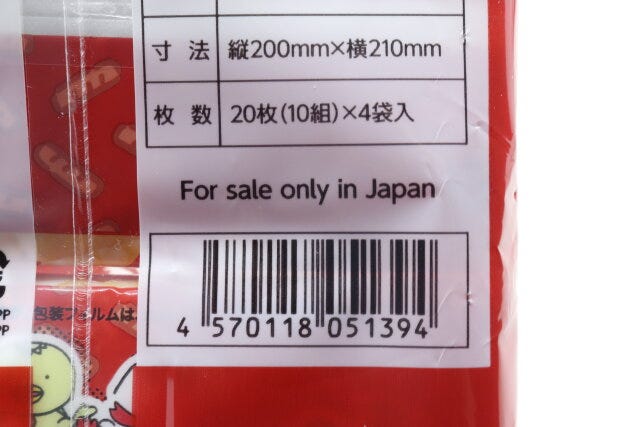 寸法 縦200mm×横210mm
枚数 20枚(10組)×4袋入
For sale only in Japan
4 570118 051394
PP
包装フィルムは
PP